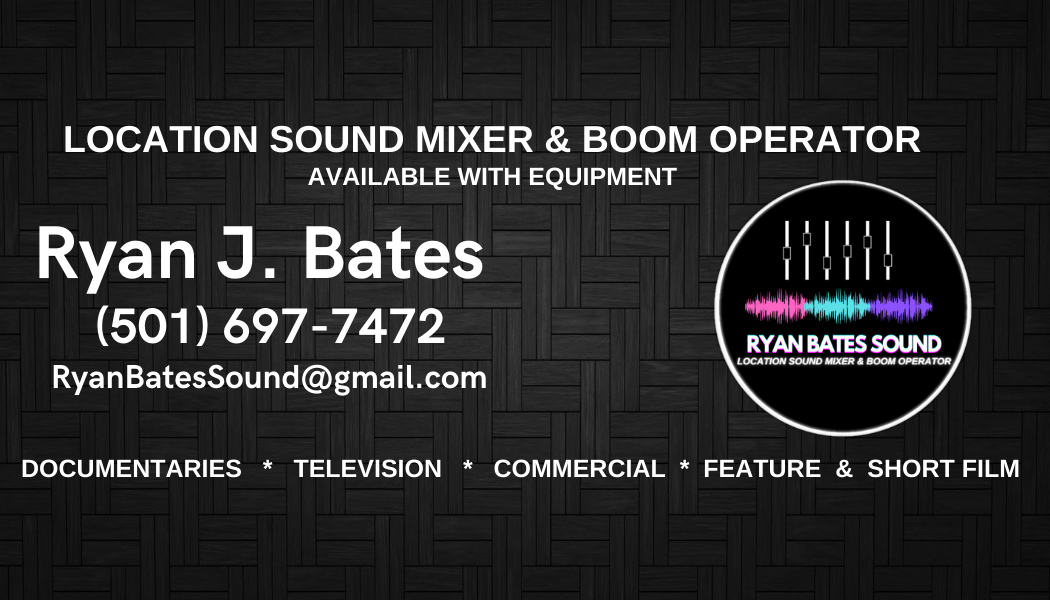 LOCATION SOUND MIXER & BOOM OPERATOR
AVAILABLE WITH EQUIPMENT
Ryan J. Bates
(501) 697-7472
RyanBatesSound@gmail.com
RYAN BATES SOUND
LOCATION SOUND MIXER & BOOM OPERATOR
DOCUMENTARIES * TELEVISION * COMMERCIAL * FEATURE & SHORT FILM